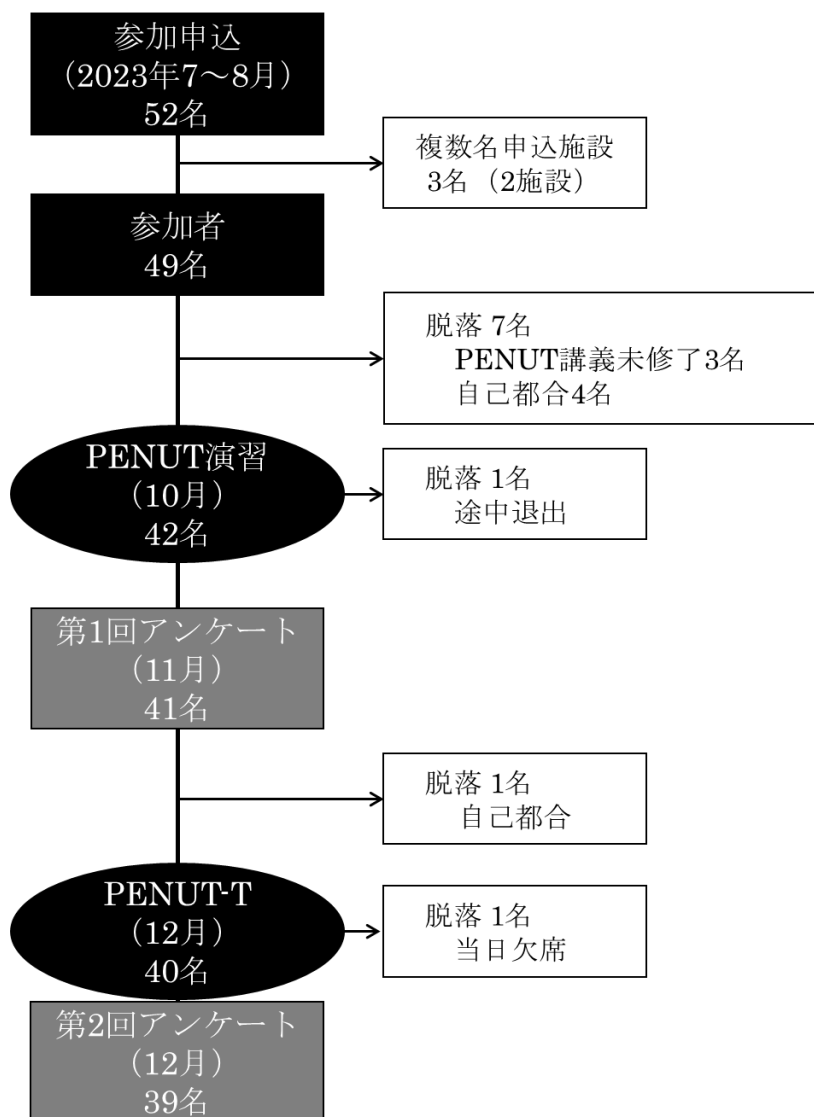 参加申込
（2023年7～8月）
52名
複数名申込施設
3名（2施設）
参加者
49名
脱落 7名
PENUT講義未修了3名
自己都合4名
PENUT演習
（10月）
42名
脱落 1名
途中退出
第1回アンケート
（11月）
41名
脱落 1名
自己都合
PENUT-T
（12月）
40名
脱落 1名
当日欠席
第2回アンケート
（12月）
39名